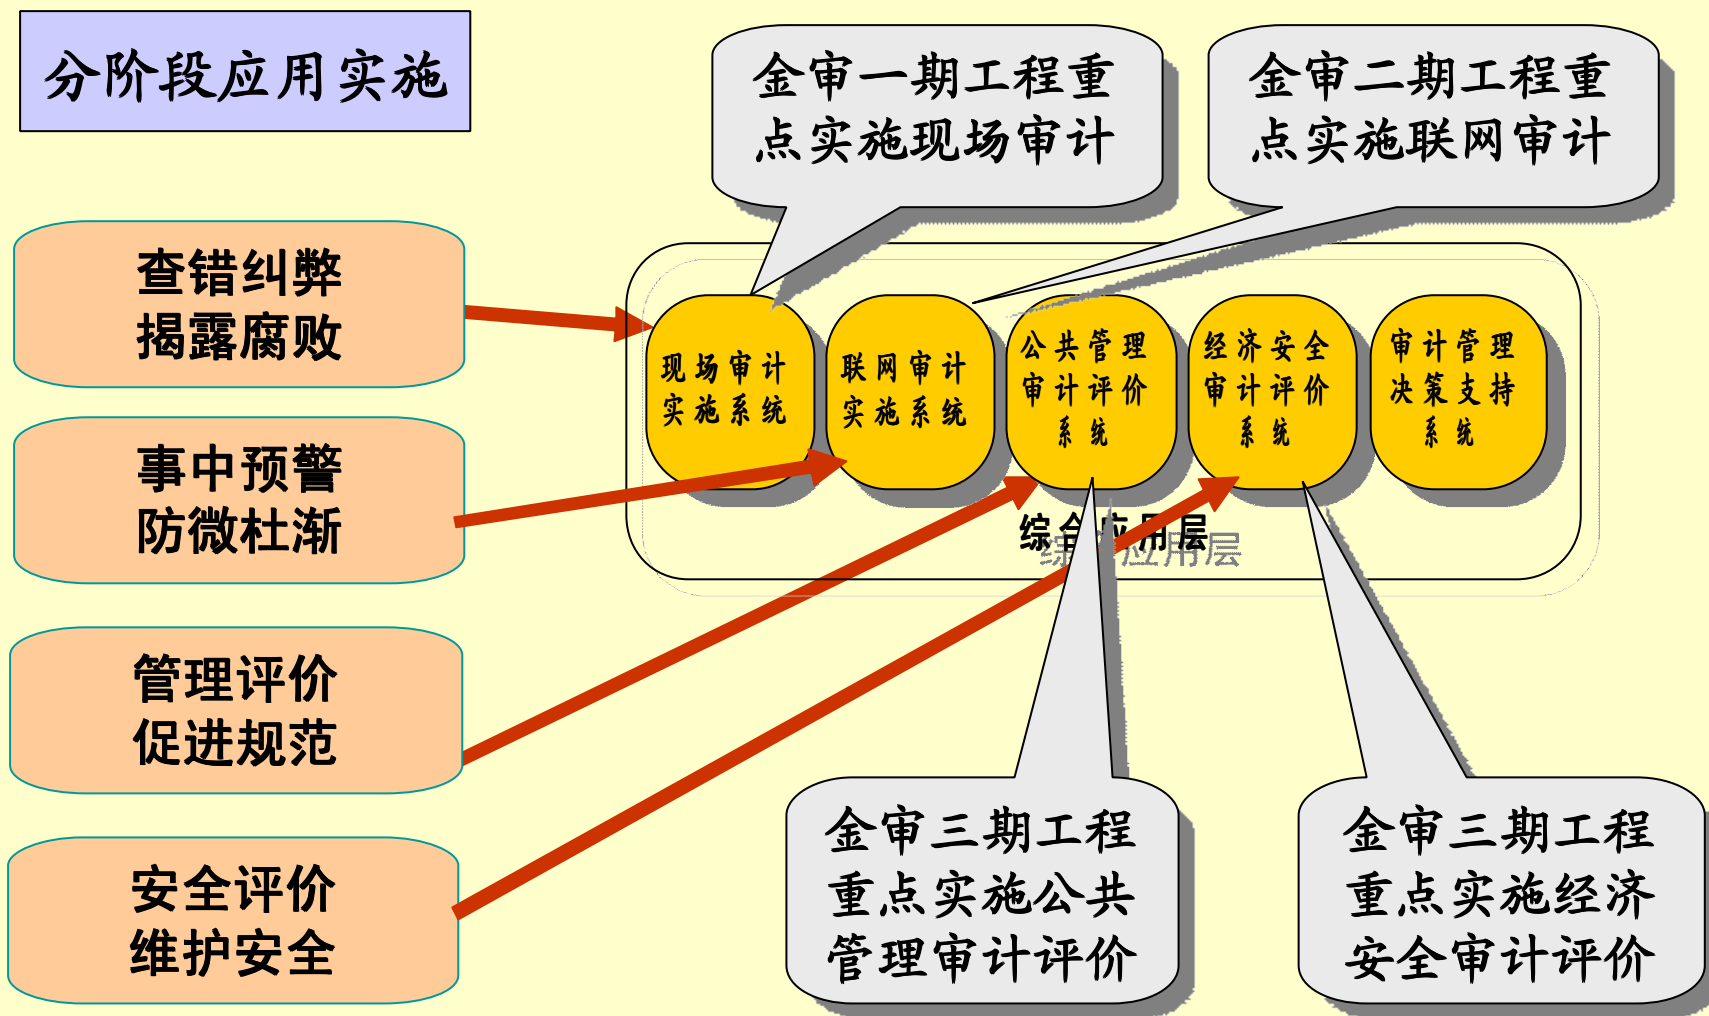 分阶段应用实施
金审一期工程重
点实施现场审计
金审二期工程重
点实施联网审计
查错纠弊
揭露腐败
事中预警
防微杜渐
管理评价
促进规范
安全评价
维护安全
现场审计
实施系统
联网审计
实施系统
公共管理
审计评价
系统
经济安全
审计评价
系统
审计管理
决策支持
系统
综合应用层
金审三期工程
重点实施公共
管理审计评价
金审三期工程
重点实施经济
安全审计评价